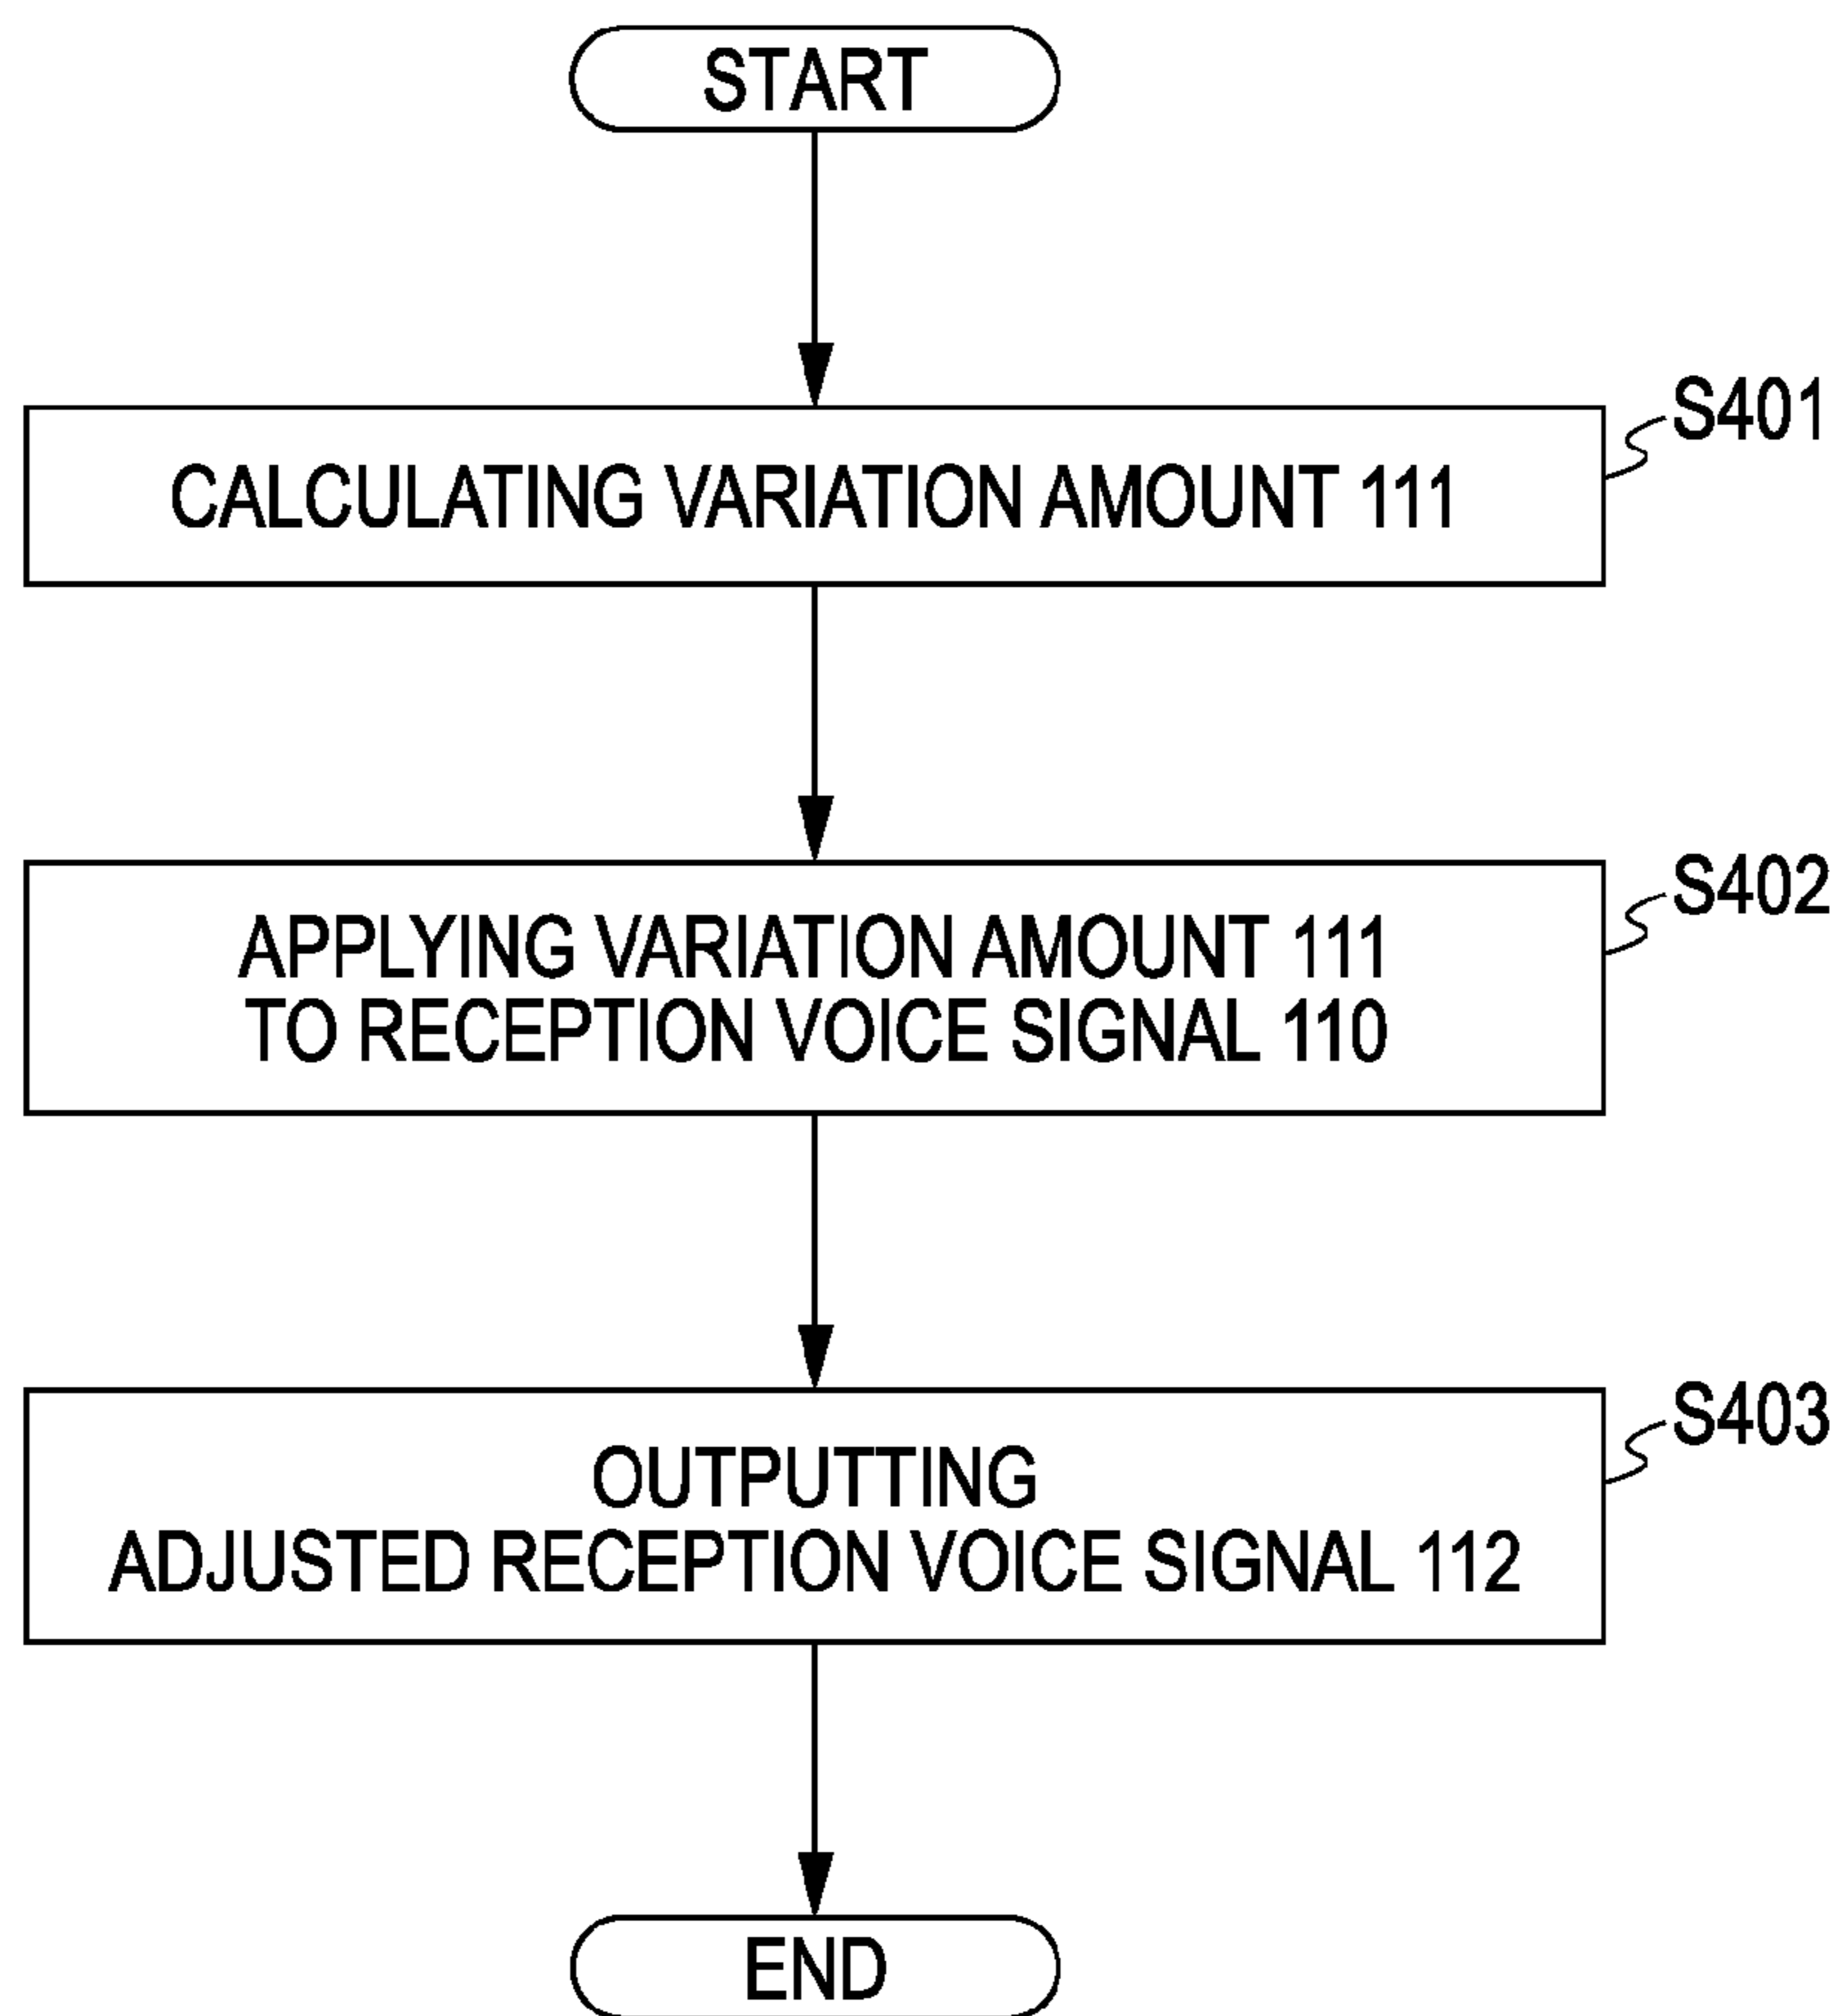 START
S401
CALCULATING VARIATION AMOUNT 111
S402
APPLYING VARIATION AMOUNT 111
TO RECEPTION VOICE SIGNAL 110
S403
OUTPUTTING
ADJUSTED RECEPTION VOICE SIGNAL 112
END